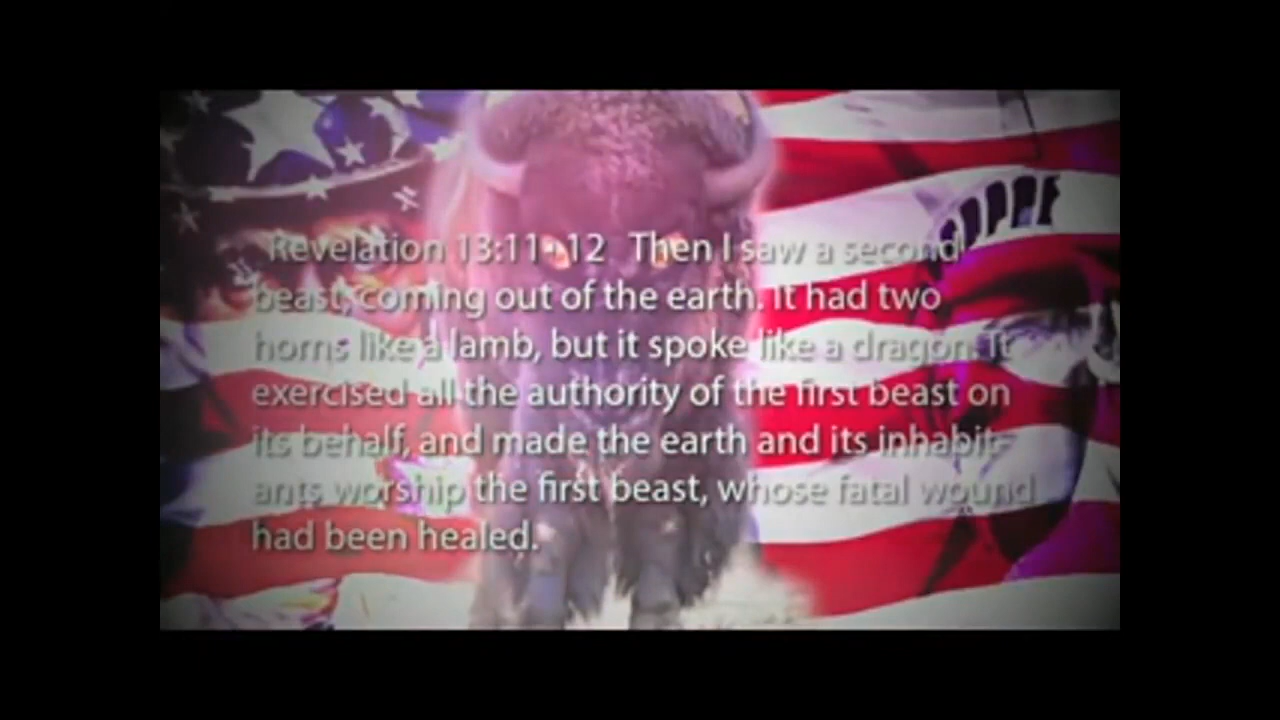 Revelation 13:11-12 Then I saw a second
beast, coming out of the earth. It had two
horns like a lamb, but it spoke like a dragon. It
exercised all the authority of the first beast on
its behalf, and made the earth and its inhabit-
ants worship the first beast, whose fatal wound
had been healed.